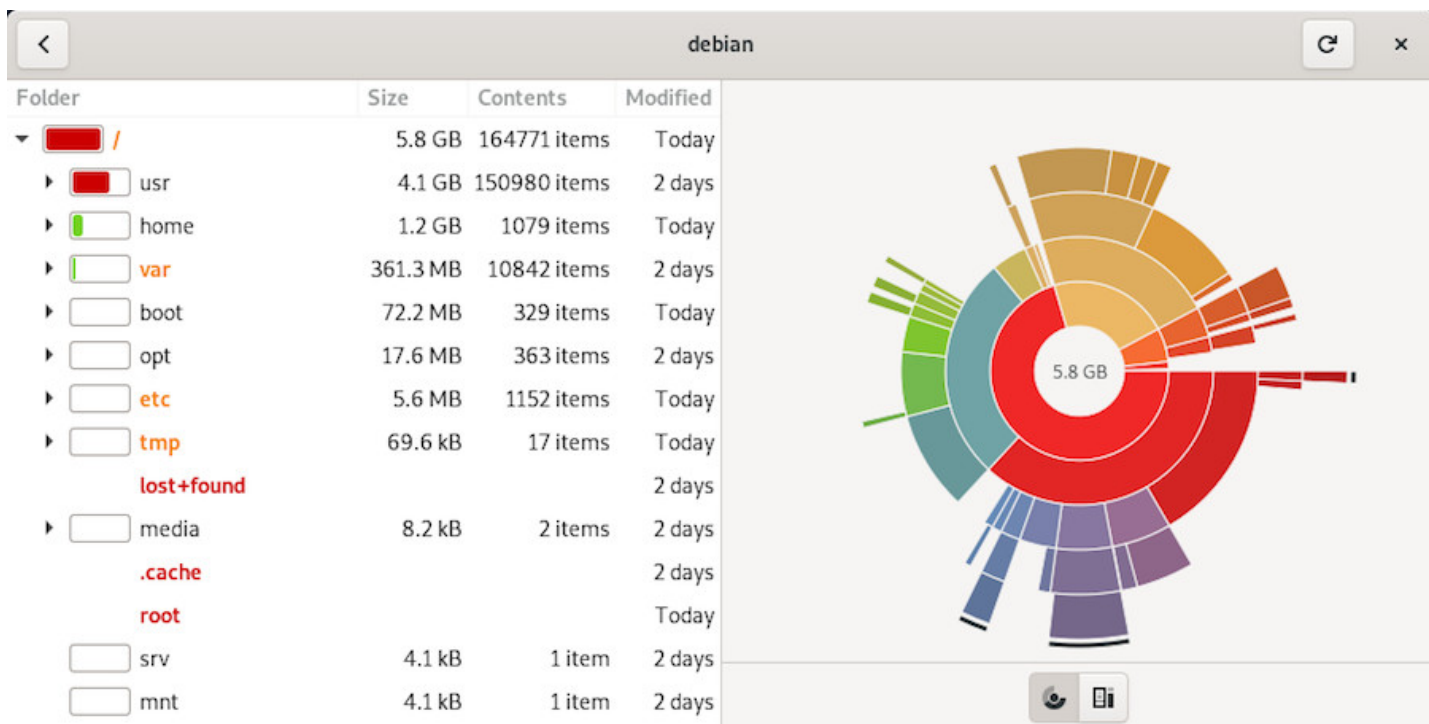 debian
Folder Size Contents Modified
/ 5.8 GB 164771 items Today
usr 4.1 GB 150980 items 2 days
home 1.2 GB 1079 items Today
var 361.3 MB 10842 items 2 days
boot 72.2 MB 329 items Today
opt 17.6 MB 363 items Today
etc 5.6 MB 1152 items Today
tmp 69.6 kB 17 items Today
lost+found 2 days
media 8.2 kB 2 items 2 days
.cache 2 days
root Today
srv 4.1 kB 1 item 2 days
mnt 4.1 kB 1 item 2 days
5.8 GB